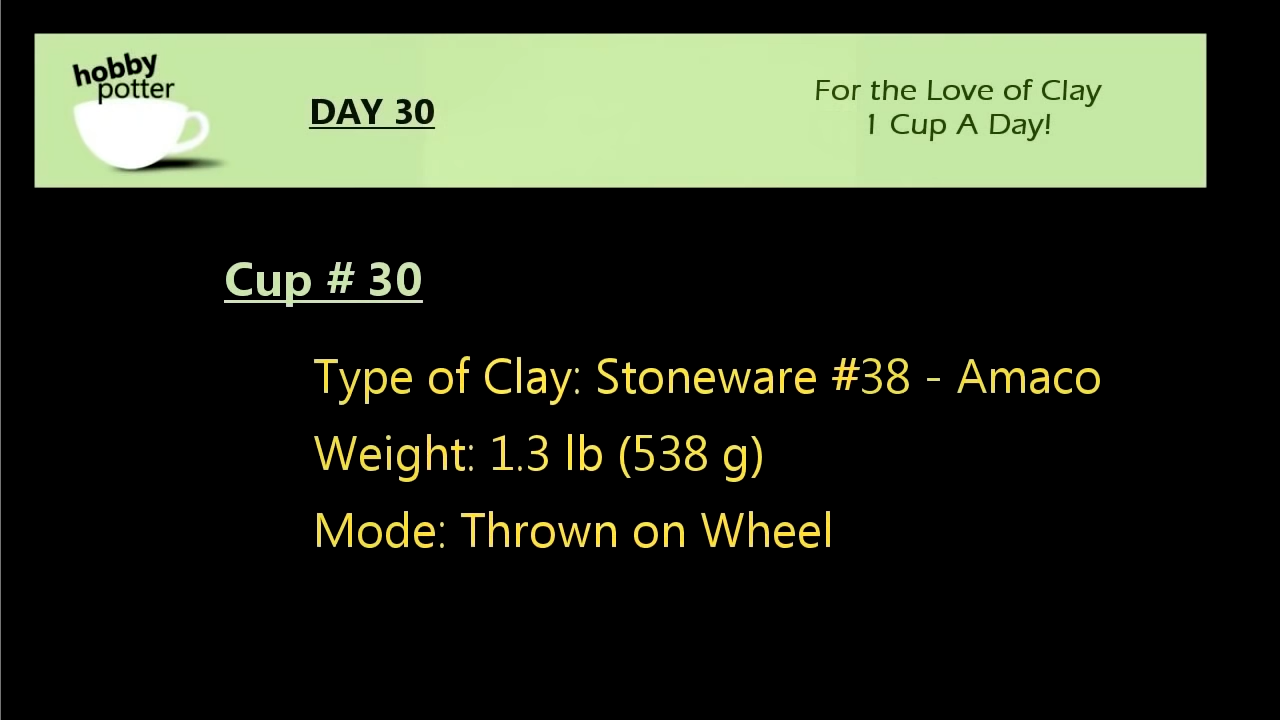 hobby
potter
DAY 30
For the Love of Clay
1 Cup A Day!
Cup # 30
Type of Clay: Stoneware #38 - Amaco
Weight: 1.3 lb (538 g)
Mode: Thrown on Wheel